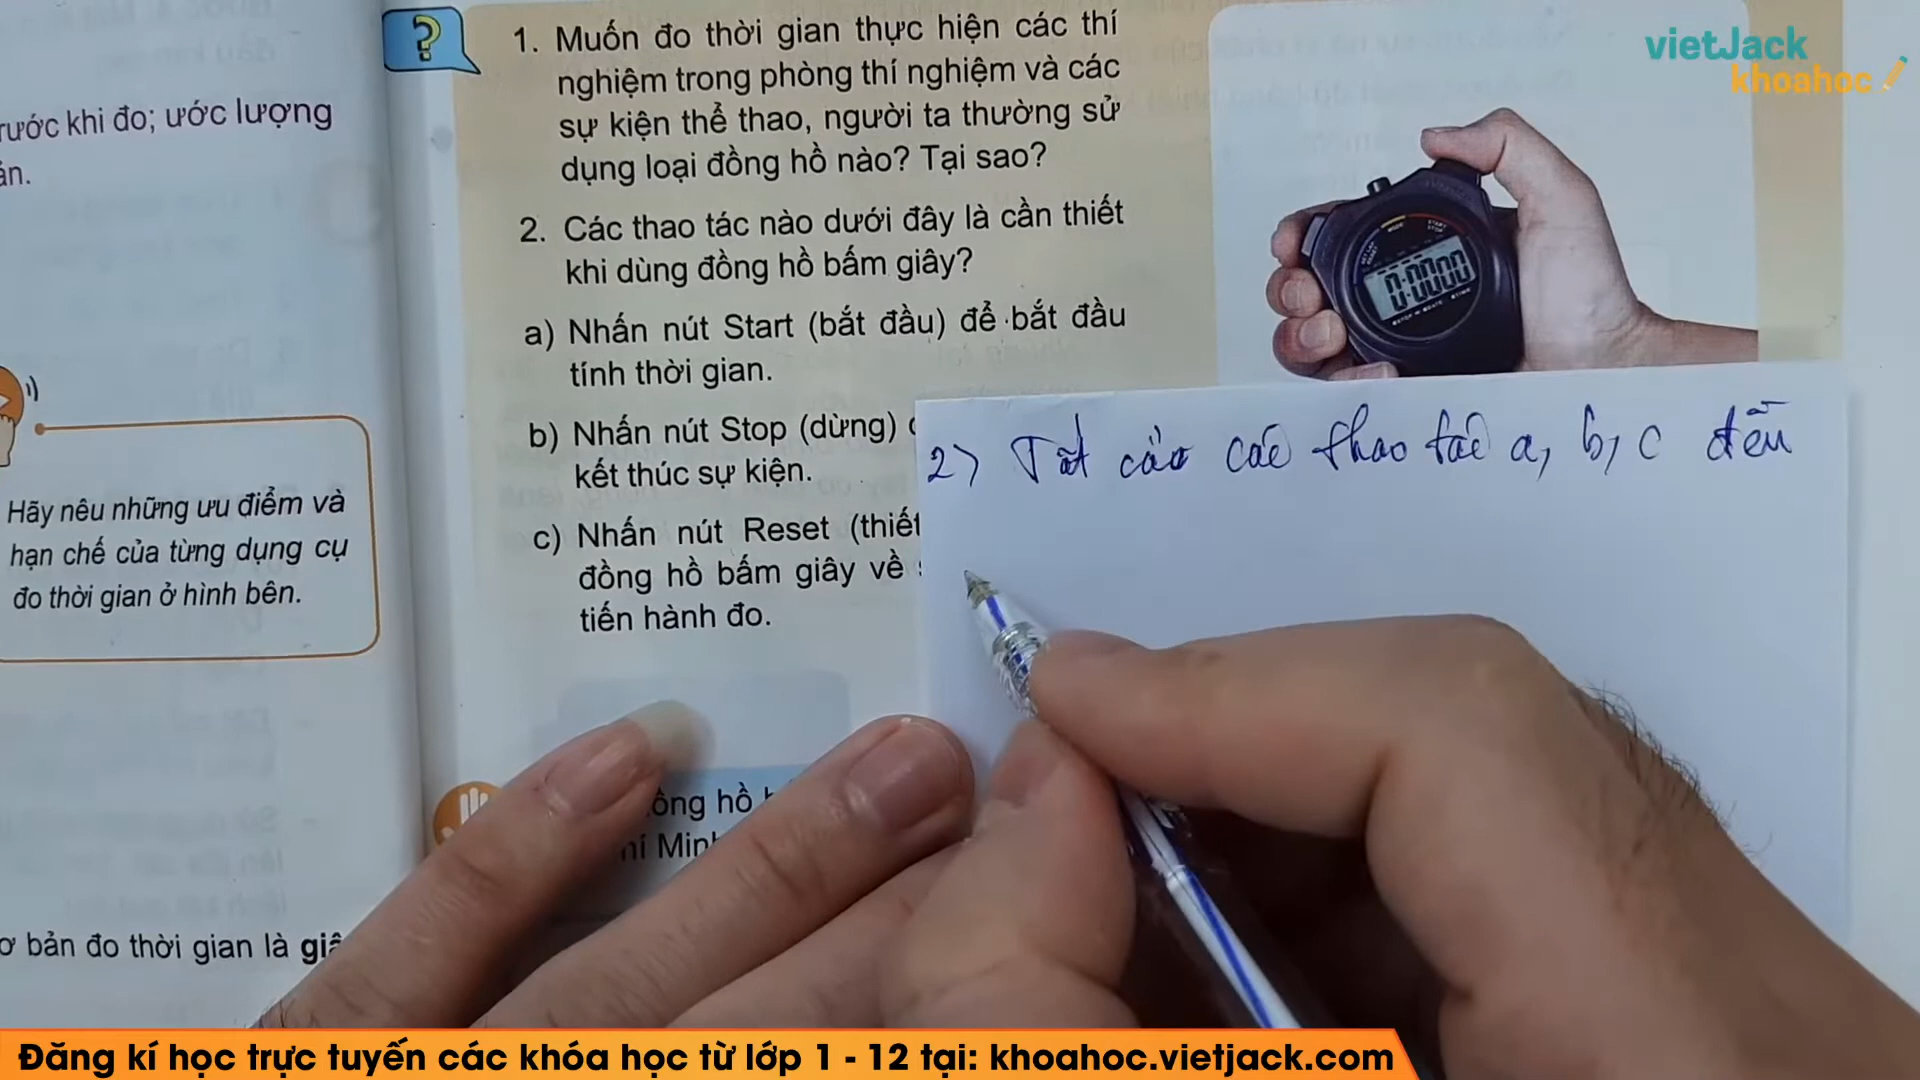 vietJack
khoahoc
rước khi đo; ước lượng
ản.
Hãy nêu những ưu điểm và
hạn chế của từng dụng cụ
đo thời gian ở hình bên.
ơ bản đo thời gian là
?
1. Muốn đo thời gian thực hiện các thí
nghiệm trong phòng thí nghiệm và các
sự kiện thể thao, người ta thường sử
dụng loại đồng hồ nào? Tại sao?
2. Các thao tác nào dưới đây là cần thiết
khi dùng đồng hồ bấm giây?
a) Nhấn nút Start (bắt đầu) để bắt đầu
tính thời gian.
b) Nhấn nút Stop (dừng)
kết thúc sự kiện.
c) Nhấn nút Reset (thiết
đồng hồ bấm giây về
tiến hành đo.
ồng hồ
hí Minh
0:0000
2) Tất cả các thao tác a, b, c đều
Đăng kí học trực tuyến các khóa học từ lớp 1 - 12 tại: khoahoc.vietjack.com